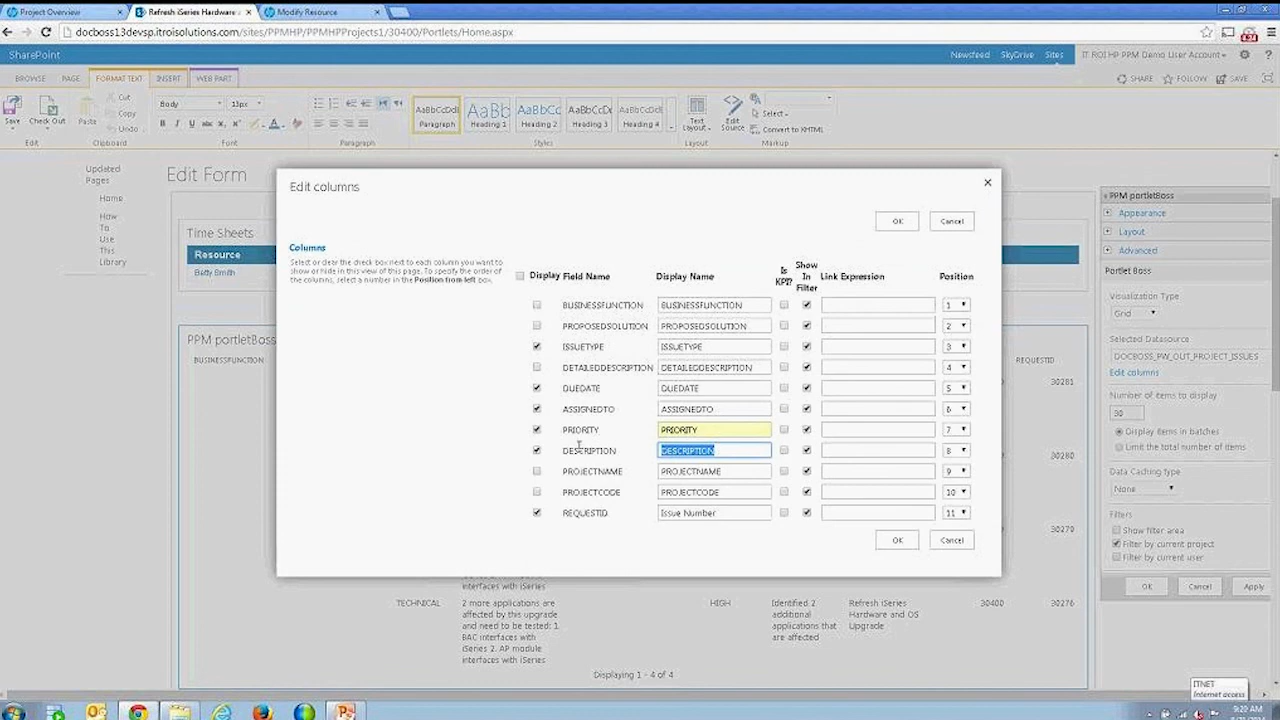 Project Overview
Refresh iSeries Hardware
Modify Resource
docboss13devsp.itroisolutions.com/sites/PPMHP/PPMHPProjects1/30400/Portlets/Home.aspx
SharePoint
Newsfeed SkyDrive Sites IT ROI HP PPM Demo User Account
BROWSE PAGE FORMAT TEXT INSERT WEB PART
SHARE FOLLOW SAVE
Save Check Out Paste Cut Copy Undo
Body 13px
B I U abc
AaBbCcDdI AaBb AaBbC AaBbCcDc AaBbCcDd
Paragraph Heading 1 Heading 2 Heading 3 Heading 4
Text Layout Edit Source Select Convert to XHTML
Edit Clipboard Font Paragraph Styles Layout Markup
Updated
Pages
Home
How
To
Use
This
Library
Edit Form
Time Sheets
Resource
Betty Smith
PPM portletBoss
BUSINESSFUNCTION
REQUESTID
30281
30280
30279
Edit columns
OK Cancel
Columns
Select or clear the check box next to each column you want to show or hide in this view of this page. To specify the order of the columns, select a number in the Position from left box.
Display Field Name Display Name Is KPI? Show In Filter Link Expression Position
BUSINESSFUNCTION BUSINESSFUNCTION 1
PROPOSEDSOLUTION PROPOSEDSOLUTION 2
ISSUETYPE ISSUETYPE 3
DETAILEDDESCRIPTION DETAILEDDESCRIPTION 4
DUEDATE DUEDATE 5
ASSIGNEDTO ASSIGNEDTO 6
PRIORITY PRIORITY 7
DESCRIPTION DESCRIPTION 8
PROJECTNAME PROJECTNAME 9
PROJECTCODE PROJECTCODE 10
REQUESTID Issue Number 11
OK Cancel
interfaces with iSeries
TECHNICAL 2 more applications are HIGH Identified 2 Refresh iSeries 30400 30276
affected by this upgrade additional Hardware and OS
and need to be tested: 1. applications that Upgrade
BAC interfaces with are affected
iSeries 2. AP module
interfaces with iSeries
Displaying 1 - 4 of 4
PPM portletBoss
Appearance
Layout
Advanced
Portlet Boss
Visualization Type
Grid
Selected Datasource
DOCBOSS_PW_OUT_PROJECT_ISSUES
Edit columns
Number of items to display
30
Display items in batches
Limit the total number of items
Data Caching type
None
Filters
Show filter area
Filter by current project
Filter by current user
OK Cancel Apply
ITNET
Internet access
9:20 AM